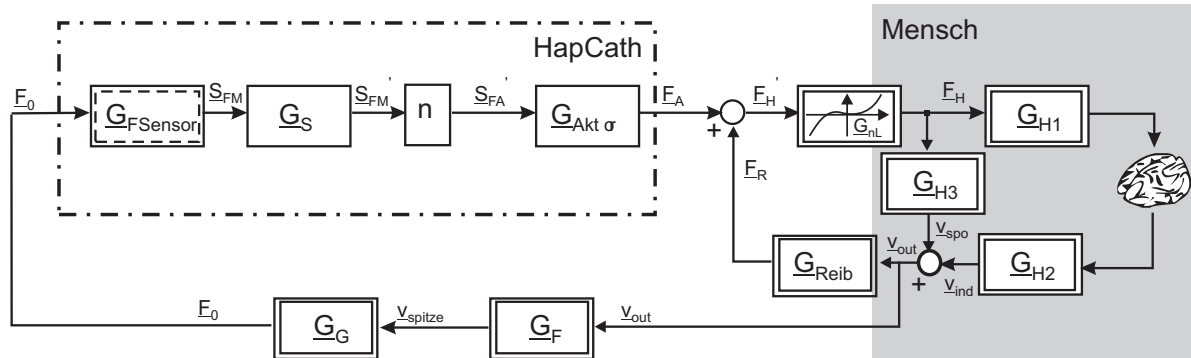 Mensch
HapCath
F0
GFSensor
SFM
GS
SFM'
n
SFA'
GAkt σ
FA
+
FH'
GnL
FH
GH1
FR
GH3
vspo
GReib
vout
+
vind
GH2
F0
GG
vspitze
GF
vout